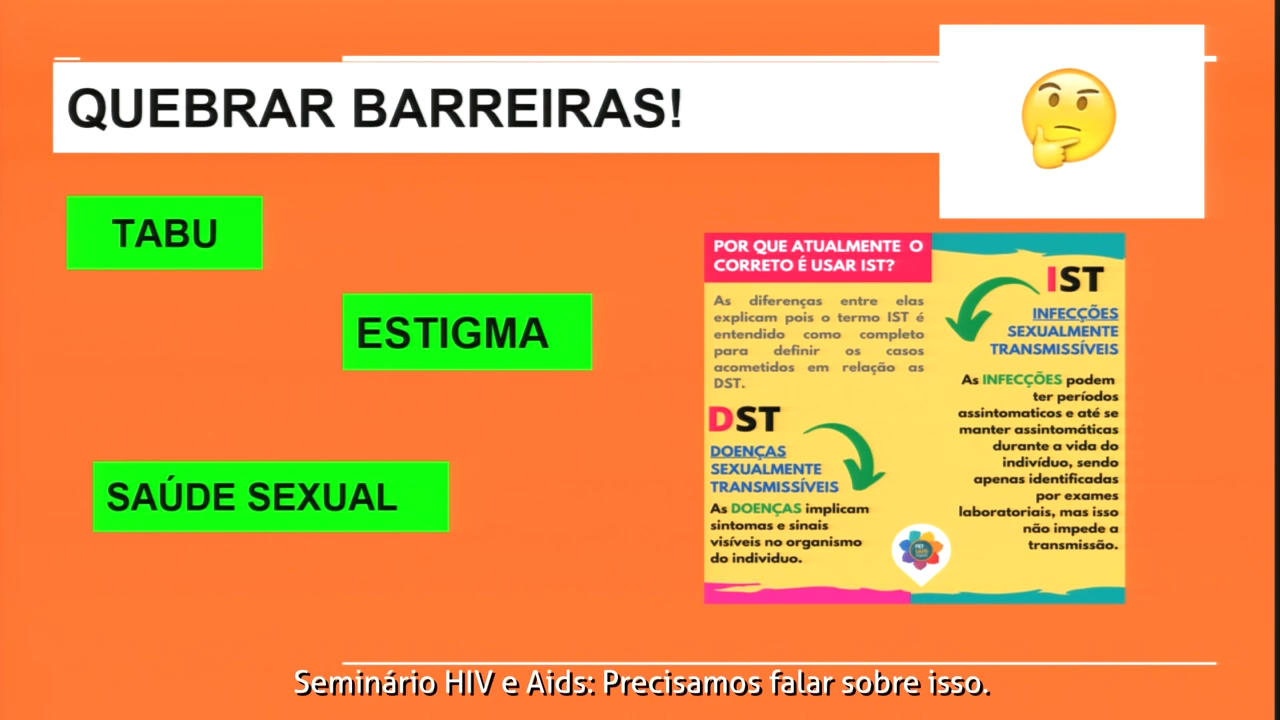 QUEBRAR BARREIRAS!
TABU
ESTIGMA
SAÚDE SEXUAL
POR QUE ATUALMENTE O
CORRETO É USAR IST?
As diferenças entre elas
explicam pois o termo IST é
entendido como completo
para definir os casos
acometidos em relação as
DST.
DST
DOENÇAS
SEXUALMENTE
TRANSMISSÍVEIS
As DOENÇAS implicam
sintomas e sinais
visíveis no organismo
do individuo.
IST
INFECÇÕES
SEXUALMENTE
TRANSMISSÍVEIS
As INFECÇÕES podem
ter períodos
assintomaticos e até se
manter assintomáticas
durante a vida do
indivíduo, sendo
apenas identificadas
por exames
laboratoriais, mas isso
não impede a
transmissão.
Seminário HIV e Aids: Precisamos falar sobre isso.